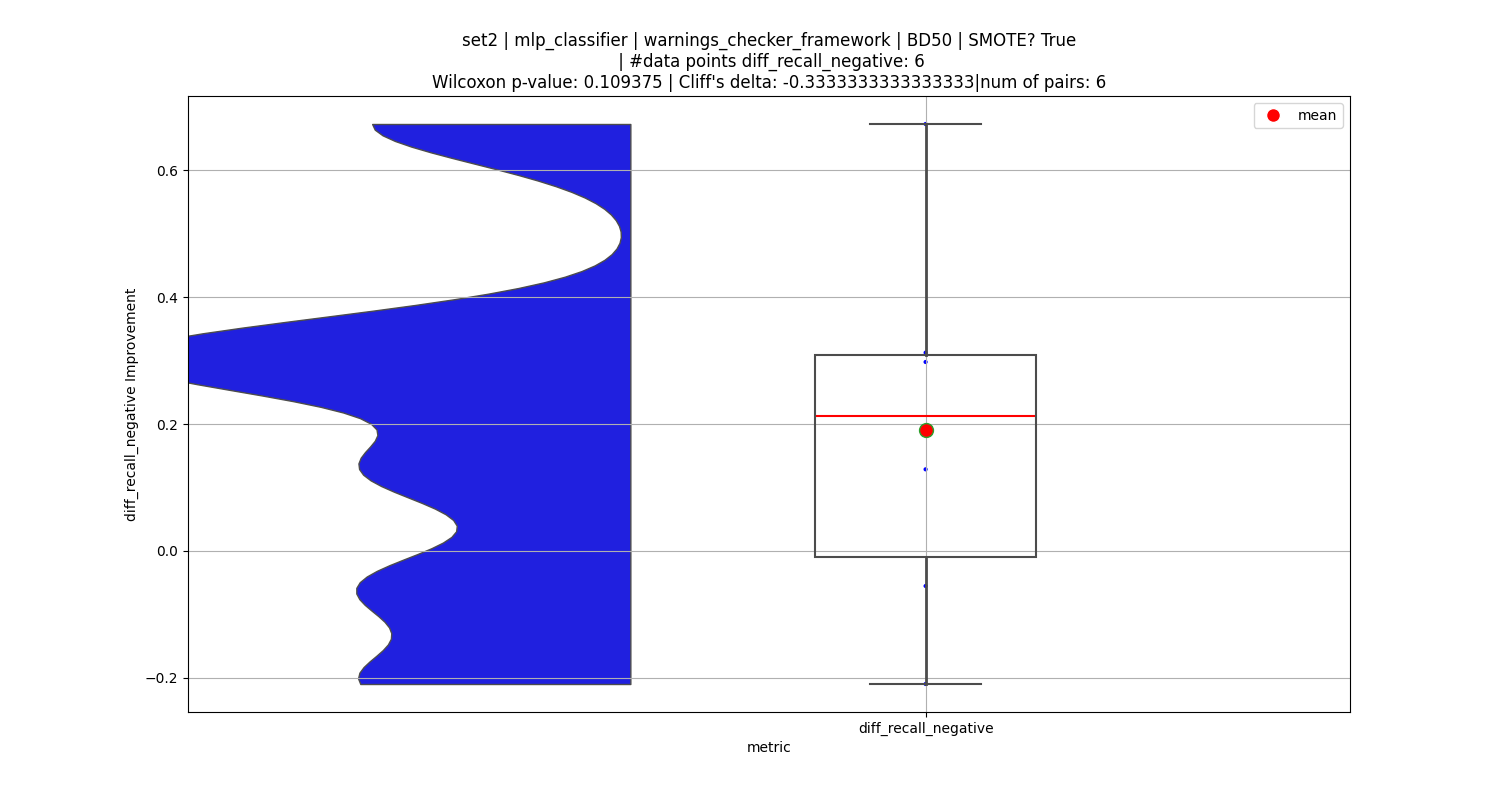 set2 | mlp_classifier | warnings_checker_framework | BD50 | SMOTE? True
| #data points diff_recall_negative: 6
Wilcoxon p-value: 0.109375 | Cliff's delta: -0.3333333333333333|num of pairs: 6
mean
0.6
0.4
0.2
0.0
−0.2
diff_recall_negative Improvement
diff_recall_negative
metric